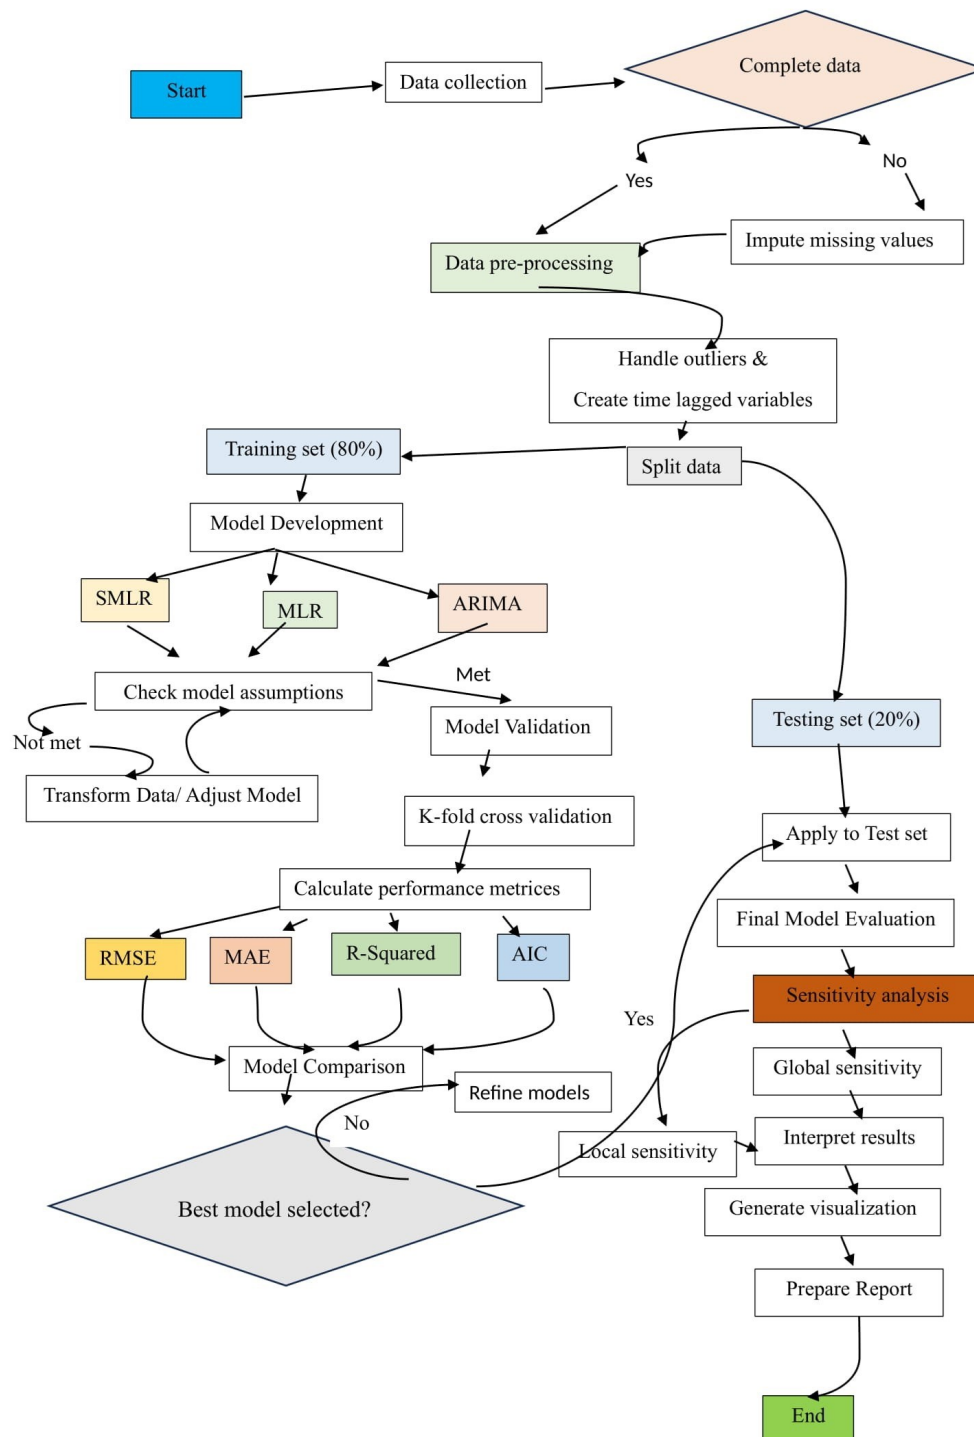 Start
Data collection
Complete data
Yes
No
Impute missing values
Data pre-processing
Handle outliers &
Create time lagged variables
Training set (80%)
Split data
Model Development
SMLR
MLR
ARIMA
Check model assumptions
Met
Not met
Model Validation
Testing set (20%)
Transform Data/ Adjust Model
K-fold cross validation
Apply to Test set
Calculate performance metrices
Final Model Evaluation
RMSE
MAE
R-Squared
AIC
Sensitivity analysis
Yes
Model Comparison
Global sensitivity
Refine models
No
Local sensitivity
Interpret results
Best model selected?
Generate visualization
Prepare Report
End